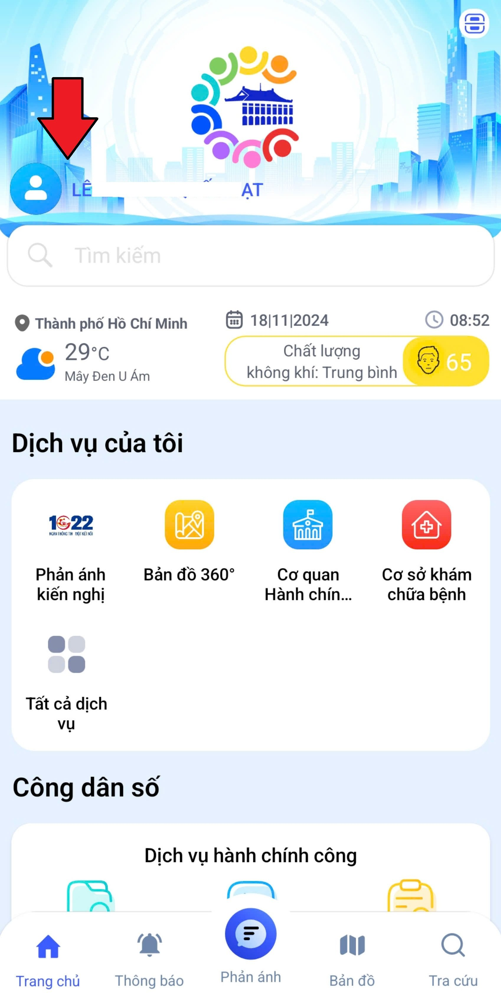 LÊ
ẠT
Tìm kiếm
Thành phố Hồ Chí Minh
18|11|2024
08:52
29°C
Mây Đen U Ám
Chất lượng
không khí: Trung bình
65
Dịch vụ của tôi
1022
NGÀN THÔNG TIN MỘT KẾT NỐI
Phản ánh
kiến nghị
Bản đồ 360°
Cơ quan
Hành chín...
Cơ sở khám
chữa bệnh
Tất cả dịch
vụ
Công dân số
Dịch vụ hành chính công
Trang chủ
Thông báo
Phản ánh
Bản đồ
Tra cứu